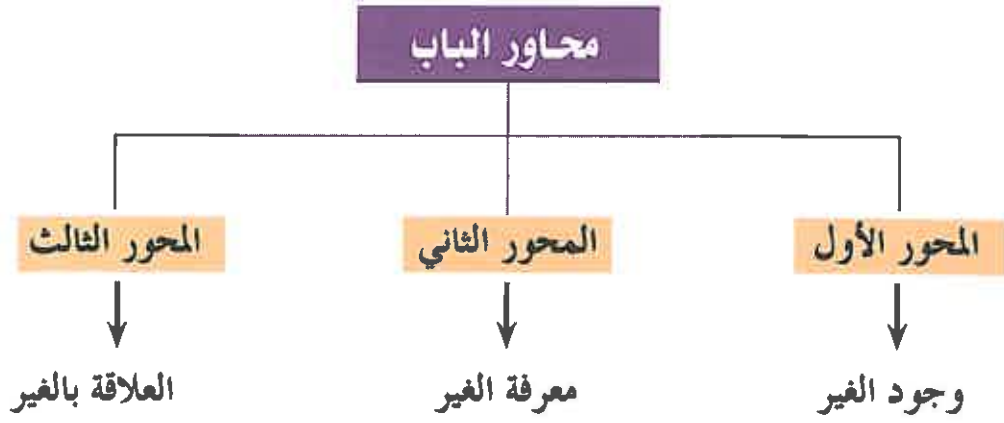 محاور الباب
المحور الأول
المحور الثاني
المحور الثالث
وجود الغير
معرفة الغير
العلاقة بالغير